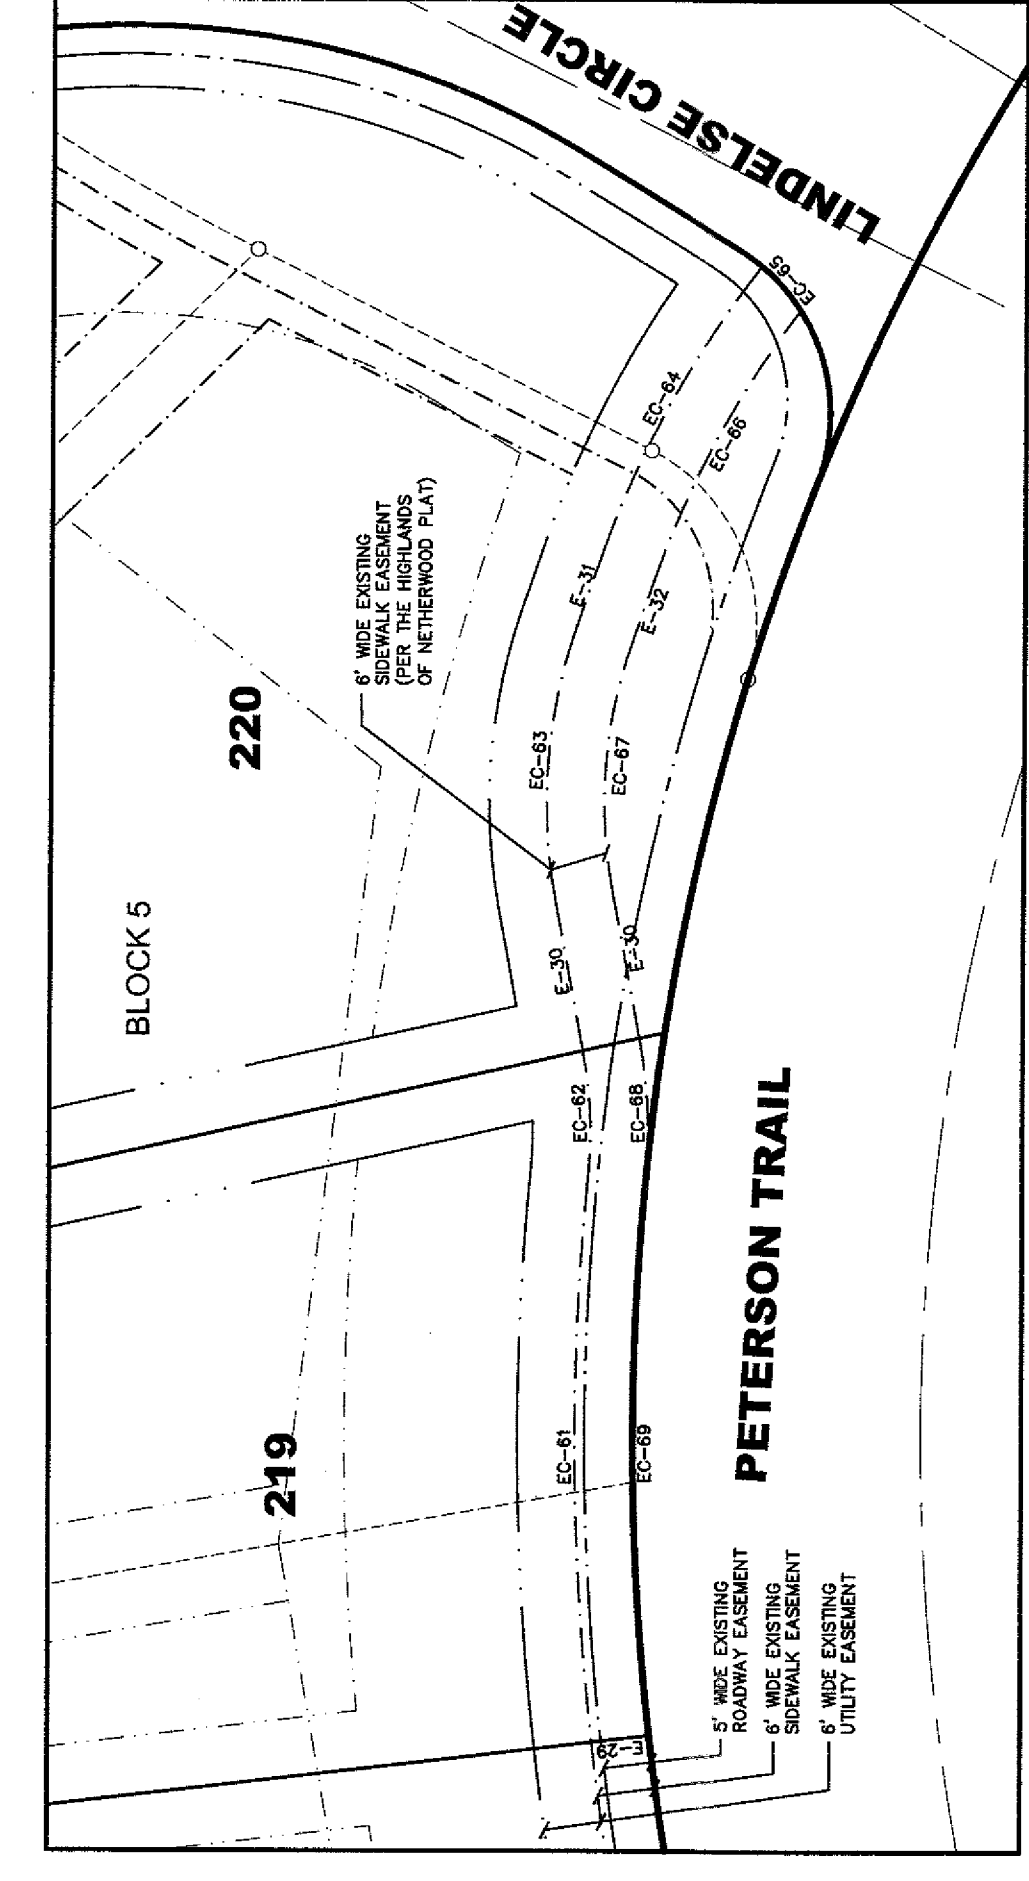 LINDELSE CIRCLE
EC-65
EC-64
EC-66
6' WIDE EXISTING
SIDEWALK EASEMENT
(PER THE HIGHLANDS
OF NETHERWOOD PLAT)
E-31
E-32
220
EC-63
EC-67
BLOCK 5
E-30
E-30
EC-62
EC-68
PETERSON TRAIL
219
EC-61
EC-69
5' WIDE EXISTING
ROADWAY EASEMENT
6' WIDE EXISTING
SIDEWALK EASEMENT
6' WIDE EXISTING
UTILITY EASEMENT
E-29